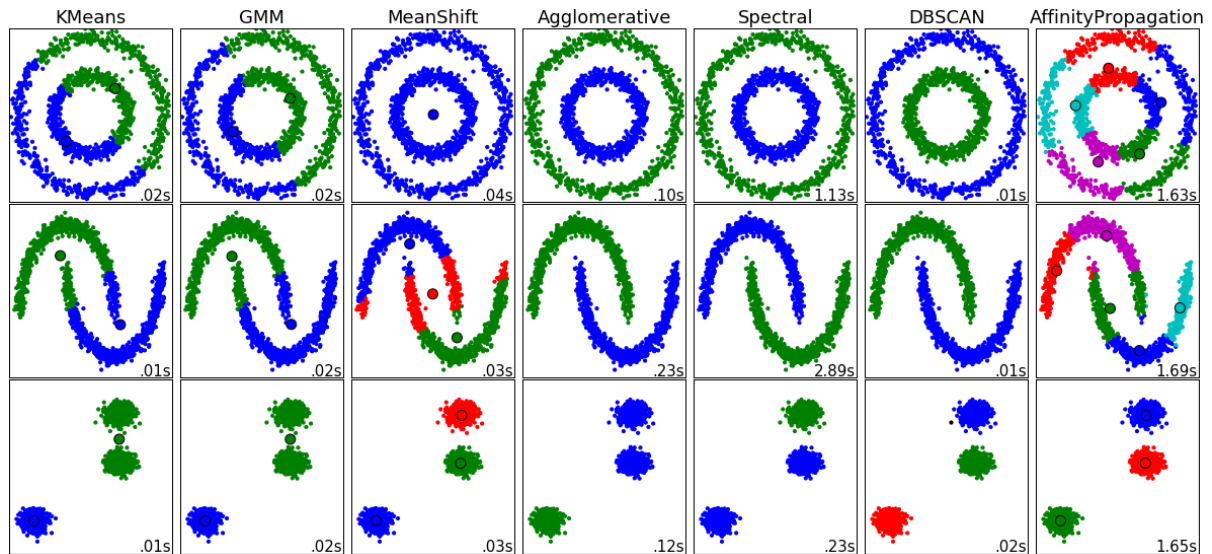 KMeans GMM MeanShift Agglomerative Spectral DBSCAN AffinityPropagation
.02s .02s .04s .10s 1.13s .01s 1.63s
.01s .02s .03s .23s 2.89s .01s 1.69s
.01s .02s .03s .12s .23s .02s 1.65s